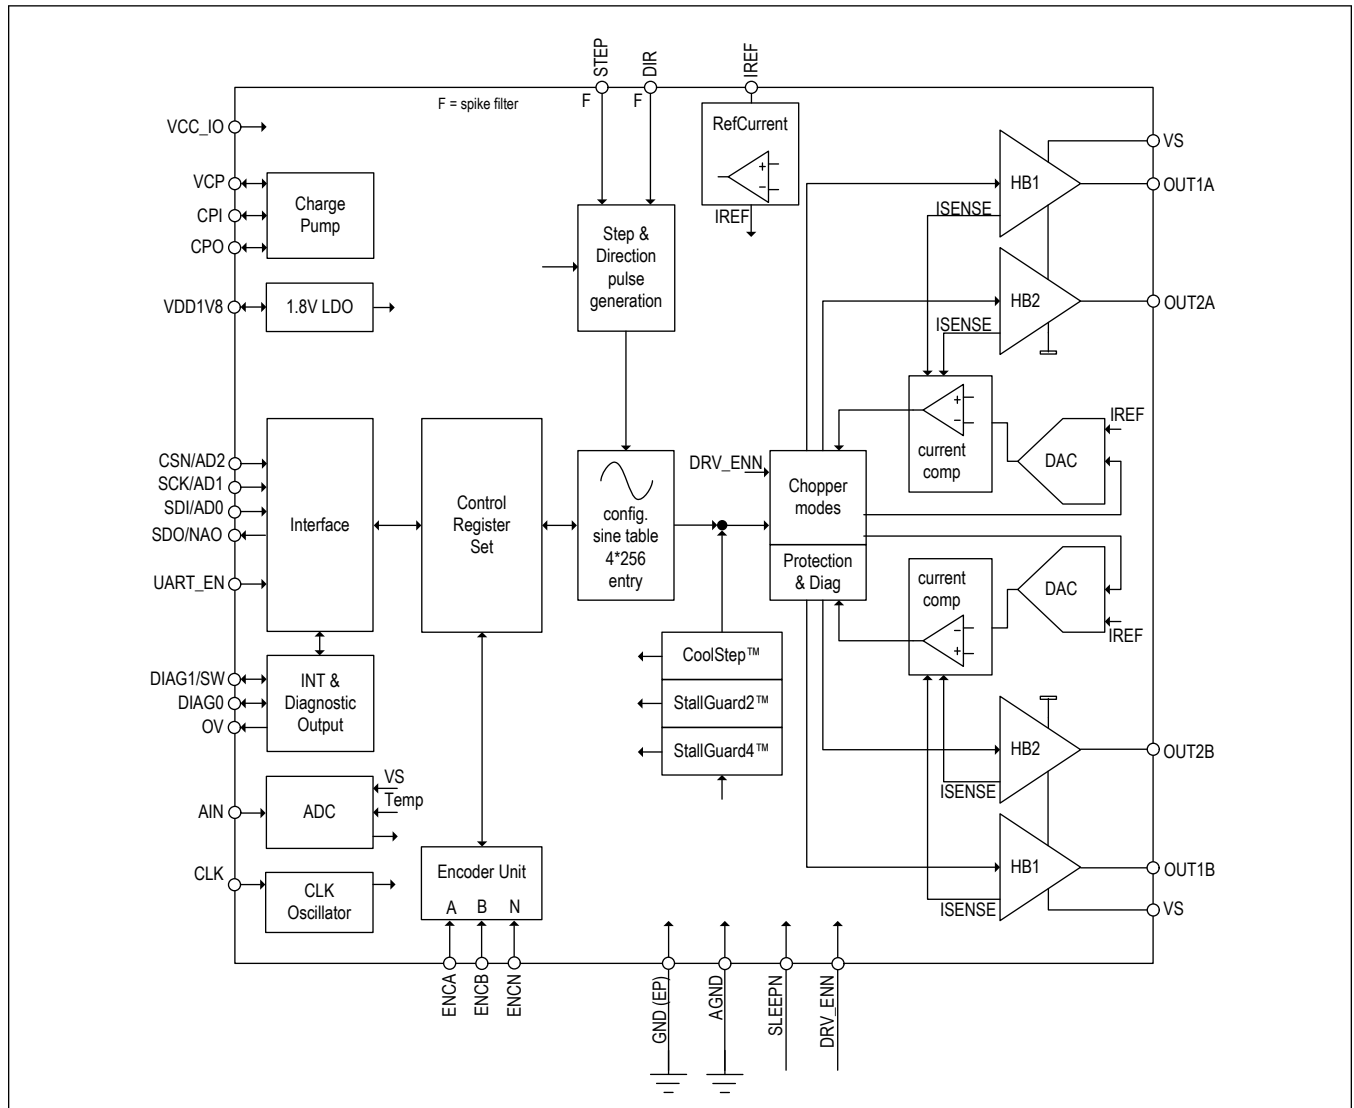 STEP
DIR
IREF
F = spike filter
F
F
VCC_IO
RefCurrent
+
−
IREF
VS
HB1
OUT1A
ISENSE
VCP
CPI
CPO
Charge
Pump
Step &
Direction
pulse
generation
HB2
OUT2A
ISENSE
VDD1V8
1.8V LDO
+
−
current
comp
DAC
IREF
CSN/AD2
SCK/AD1
SDI/AD0
SDO/NAO
UART_EN
Interface
Control
Register
Set
config.
sine table
4*256
entry
DRV_ENN
Chopper
modes
Protection
& Diag
current
comp
−
+
DAC
IREF
DIAG1/SW
DIAG0
OV
INT &
Diagnostic
Output
CoolStep™
StallGuard2™
StallGuard4™
HB2
OUT2B
ISENSE
AIN
ADC
VS
Temp
CLK
CLK
Oscillator
Encoder Unit
A B N
HB1
OUT1B
ISENSE
VS
ENCA
ENCB
ENCN
GND (EP)
AGND
SLEEPN
DRV_ENN